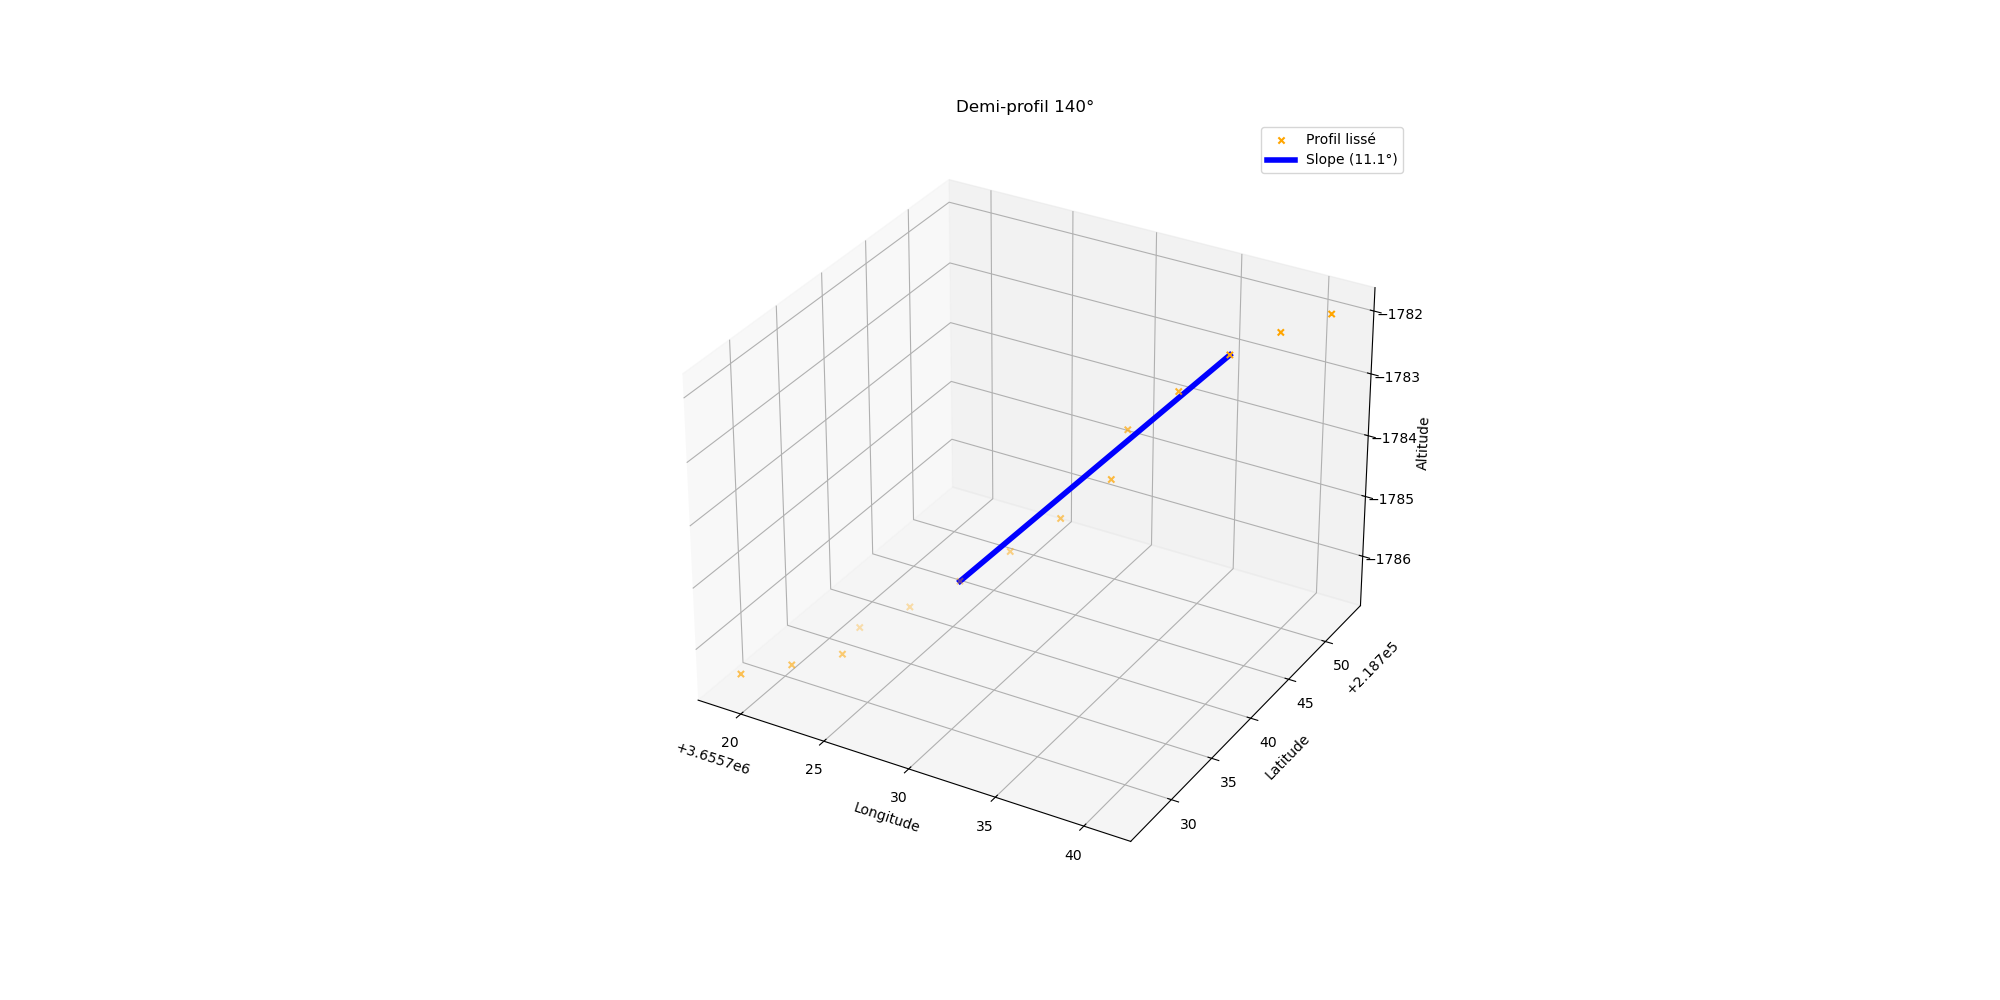 Demi-profil 140°
Profil lissé
Slope (11.1°)
−1782
−1783
−1784
−1785
−1786
Altitude
50
45
40
35
30
+2.187e5
Latitude
20
25
30
35
40
+3.6557e6
Longitude